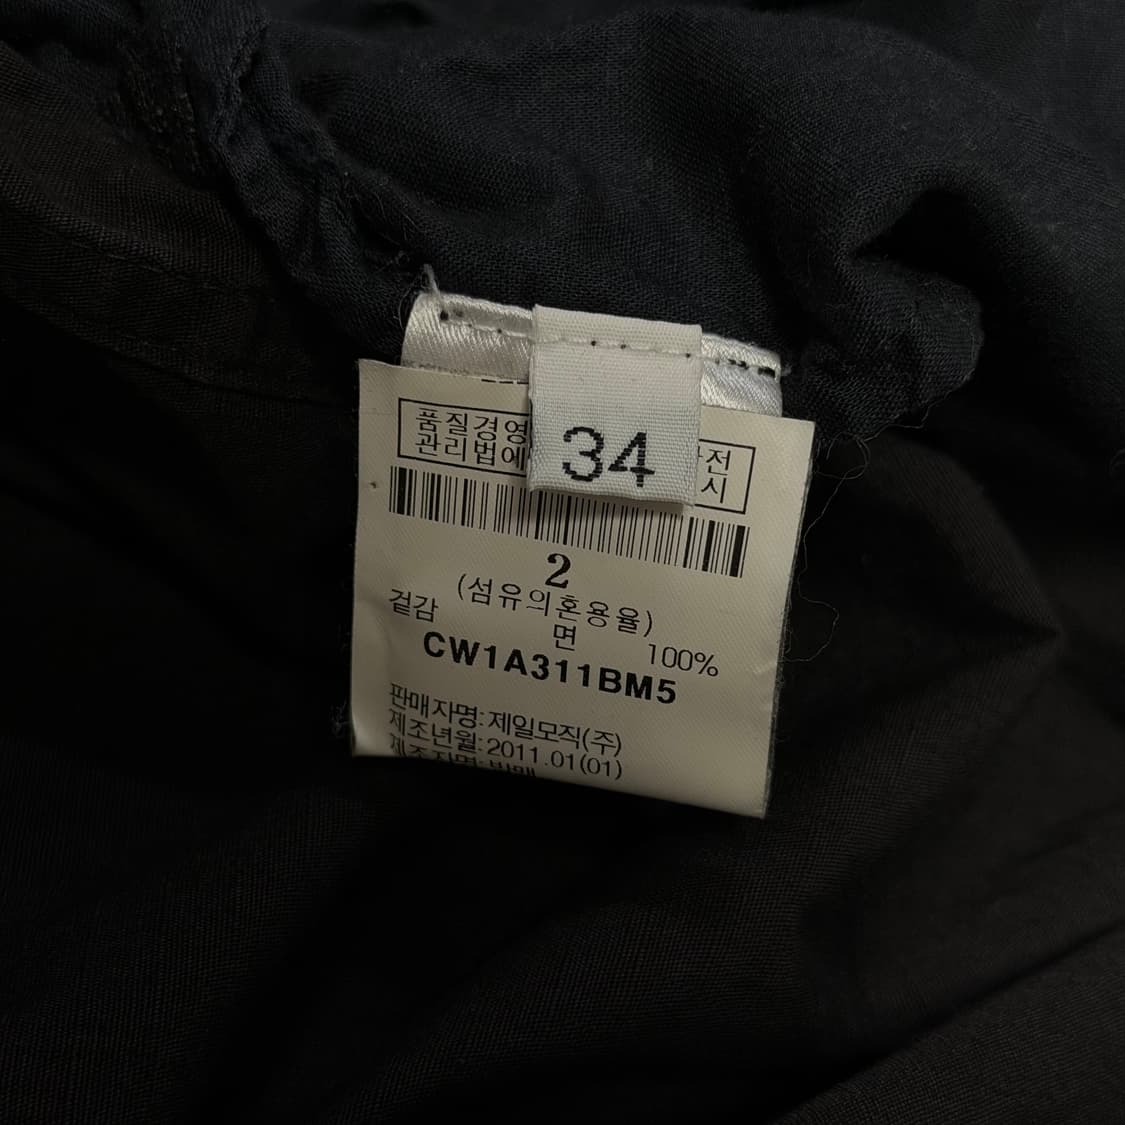 34
품질경영
관리법에 시
2
(섬유의혼용율)
겉감 면 100%
CW1A311BM5
판매자명:제일모직(주)
제조년월:2011.01(01)